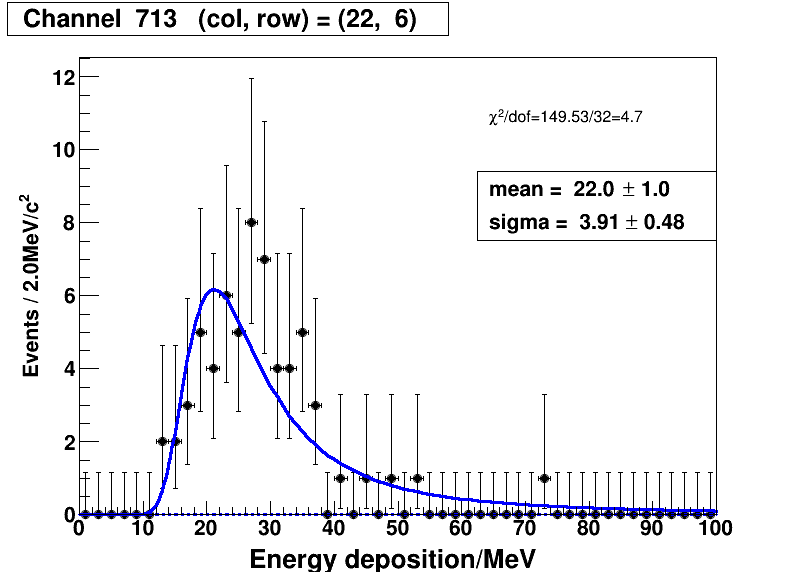 Channel 713 (col, row) = (22, 6)
χ²/dof=149.53/32=4.7
mean = 22.0 ± 1.0
sigma = 3.91 ± 0.48
Events / 2.0MeV/c²
12
10
8
6
4
2
0
0 10 20 30 40 50 60 70 80 90 100
Energy deposition/MeV